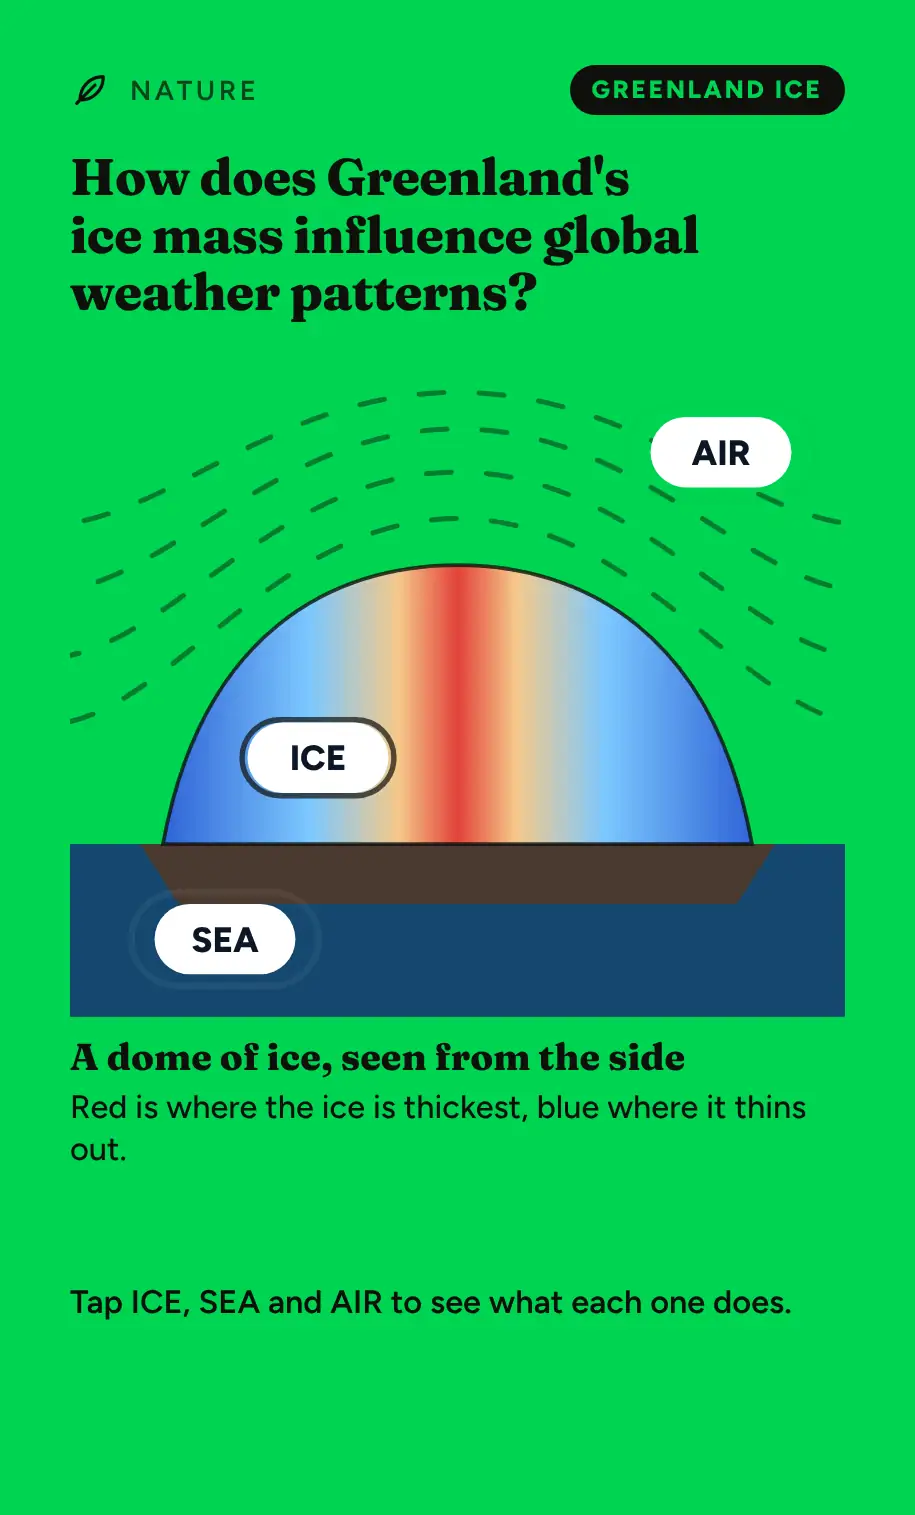 NATURE
GREENLAND ICE
How does Greenland's
ice mass influence global
weather patterns?
AIR
ICE
SEA
A dome of ice, seen from the side
Red is where the ice is thickest, blue where it thins
out.
Tap ICE, SEA and AIR to see what each one does.